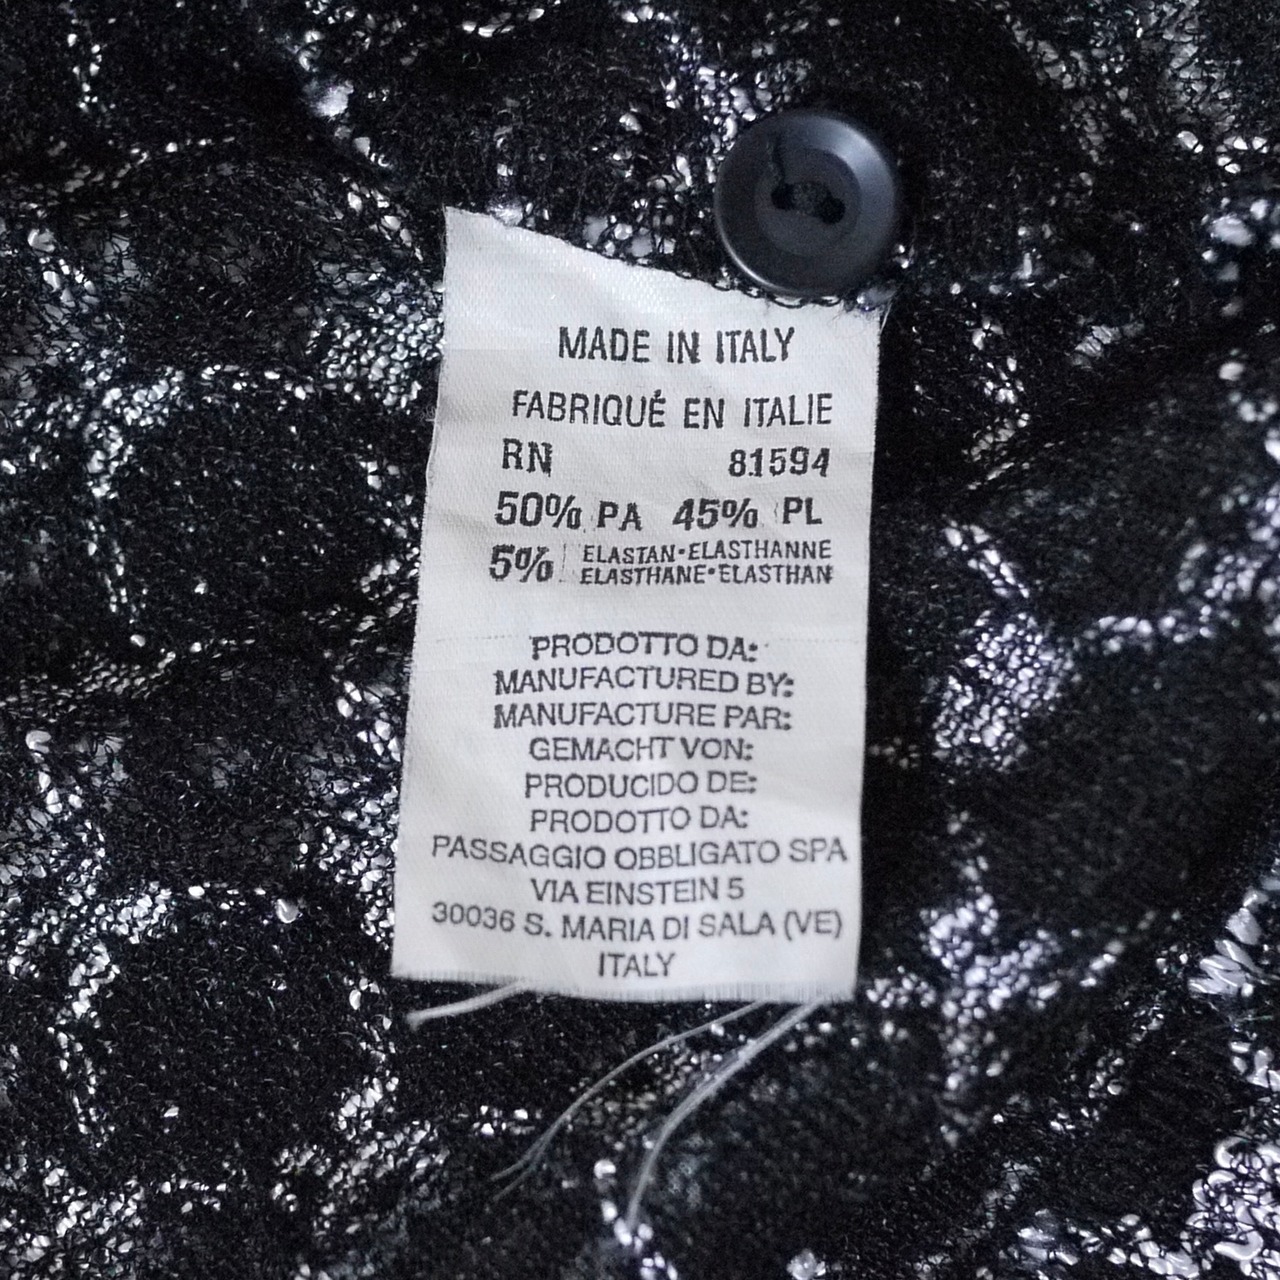 MADE IN ITALY
FABRIQUÉ EN ITALIE
RN 81594
50% PA 45% PL
5% ELASTAN·ELASTHANNE
ELASTHANE·ELASTHAN
PRODOTTO DA:
MANUFACTURED BY:
MANUFACTURE PAR:
GEMACHT VON:
PRODUCIDO DE:
PRODOTTO DA:
PASSAGGIO OBBLIGATO SPA
VIA EINSTEIN 5
30036 S. MARIA DI SALA (VE)
ITALY